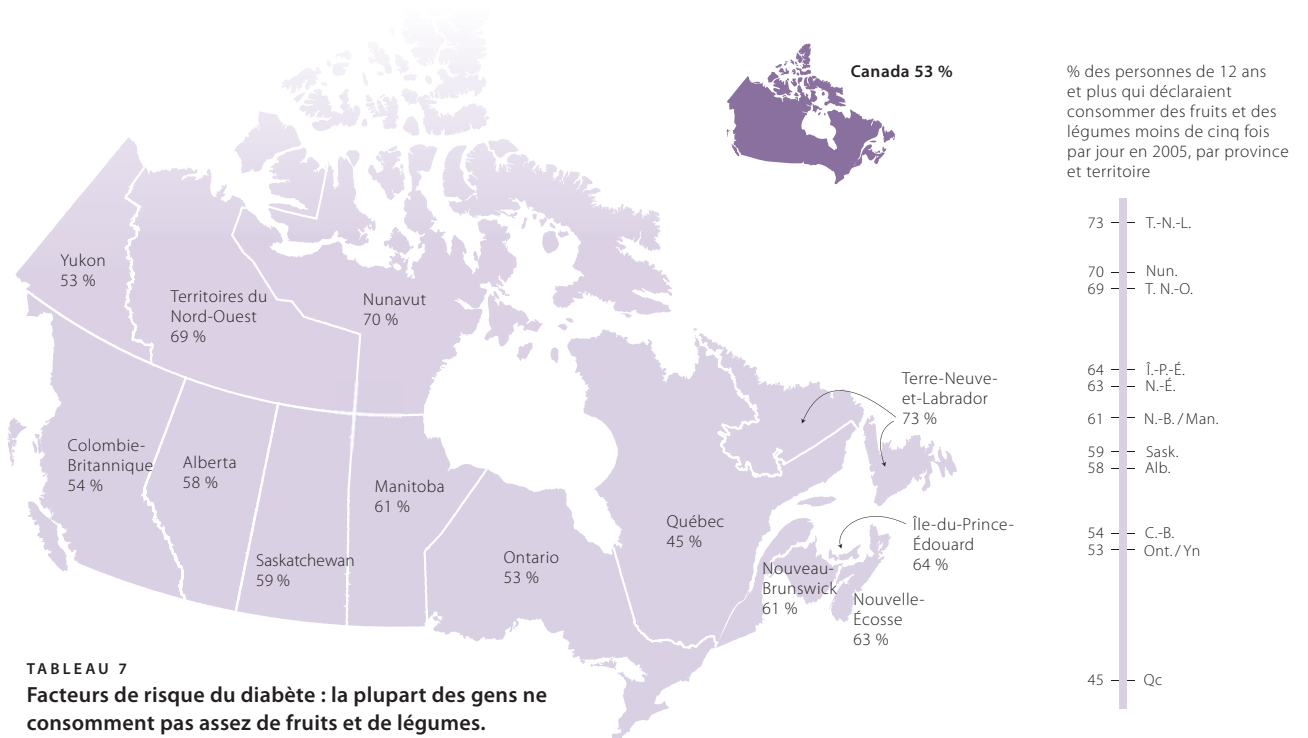 Canada 53 %
% des personnes de 12 ans
et plus qui déclaraient
consommer des fruits et des
légumes moins de cinq fois
par jour en 2005, par province
et territoire
73 T.-N.-L.
70 Nun.
69 T. N.-O.
64 Î.-P.-É.
63 N.-É.
61 N.-B. / Man.
59 Sask.
58 Alb.
54 C.-B.
53 Ont. / Yn
45 Qc
Yukon
53 %
Territoires du
Nord-Ouest
69 %
Nunavut
70 %
Terre-Neuve-
et-Labrador
73 %
Colombie-
Britannique
54 %
Alberta
58 %
Saskatchewan
59 %
Manitoba
61 %
Ontario
53 %
Québec
45 %
Île-du-Prince-
Édouard
64 %
Nouveau-
Brunswick
61 %
Nouvelle-
Écosse
63 %
TABLEAU 7
Facteurs de risque du diabète : la plupart des gens ne
consomment pas assez de fruits et de légumes.